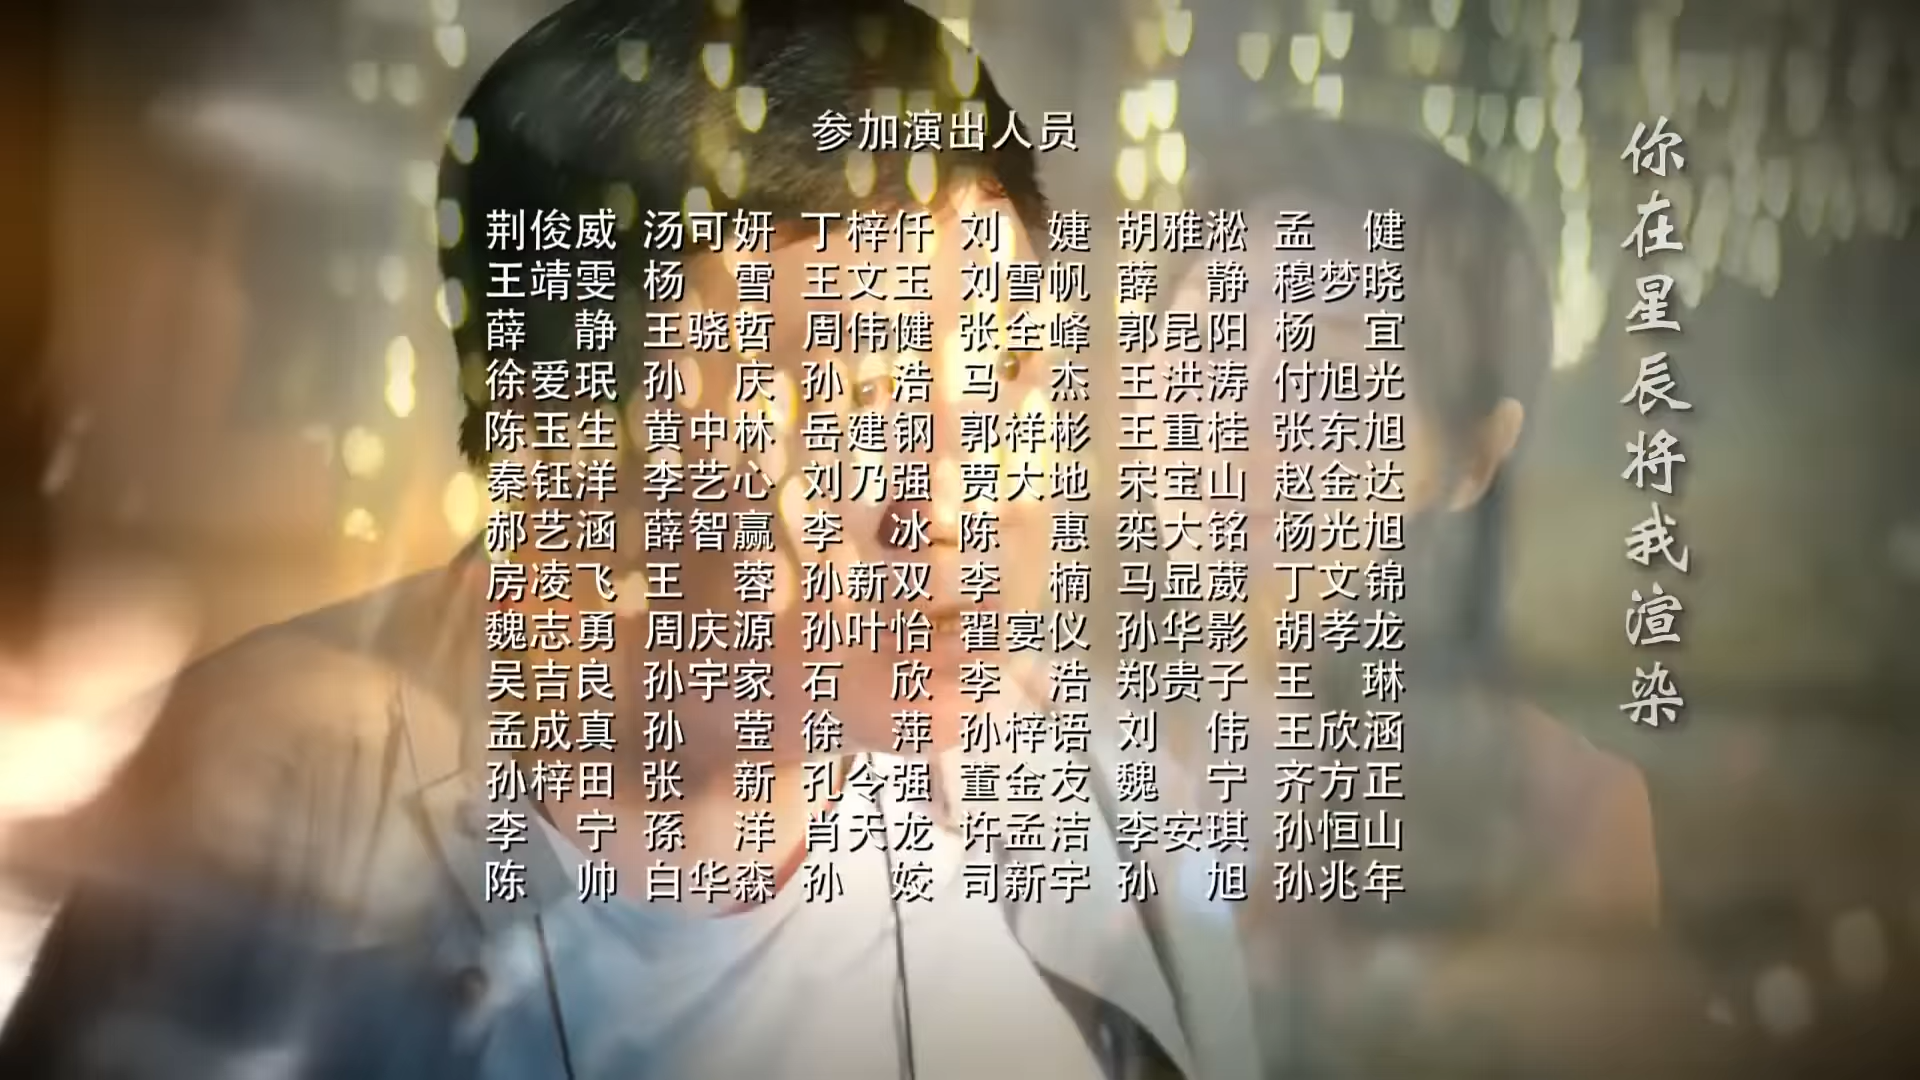 参加演出人员
荆俊威 汤可妍 丁梓仟 刘　婕 胡雅淞 孟　健
王靖雯 杨　雪 王文玉 刘雪帆 薛　静 穆梦晓
薛　静 王骁哲 周伟健 张全峰 郭昆阳 杨　宜
徐爱珉 孙　庆 孙　浩 马　杰 王洪涛 付旭光
陈玉生 黄中林 岳建钢 郭祥彬 王重桂 张东旭
秦钰洋 李艺心 刘乃强 贾大地 宋宝山 赵金达
郝艺涵 薛智赢 李　冰 陈　惠 栾大铭 杨光旭
房凌飞 王　蓉 孙新双 李　楠 马显葳 丁文锦
魏志勇 周庆源 孙叶怡 翟宴仪 孙华影 胡孝龙
吴吉良 孙宇家 石　欣 李　浩 郑贵子 王　琳
孟成真 孙　莹 徐　萍 孙梓语 刘　伟 王欣涵
孙梓田 张　新 孔令强 董金友 魏　宁 齐方正
李　宁 孫　洋 肖天龙 许孟洁 李安琪 孙恒山
陈　帅 白华森 孙　姣 司新宇 孙　旭 孙兆年
你在星辰将我渲染